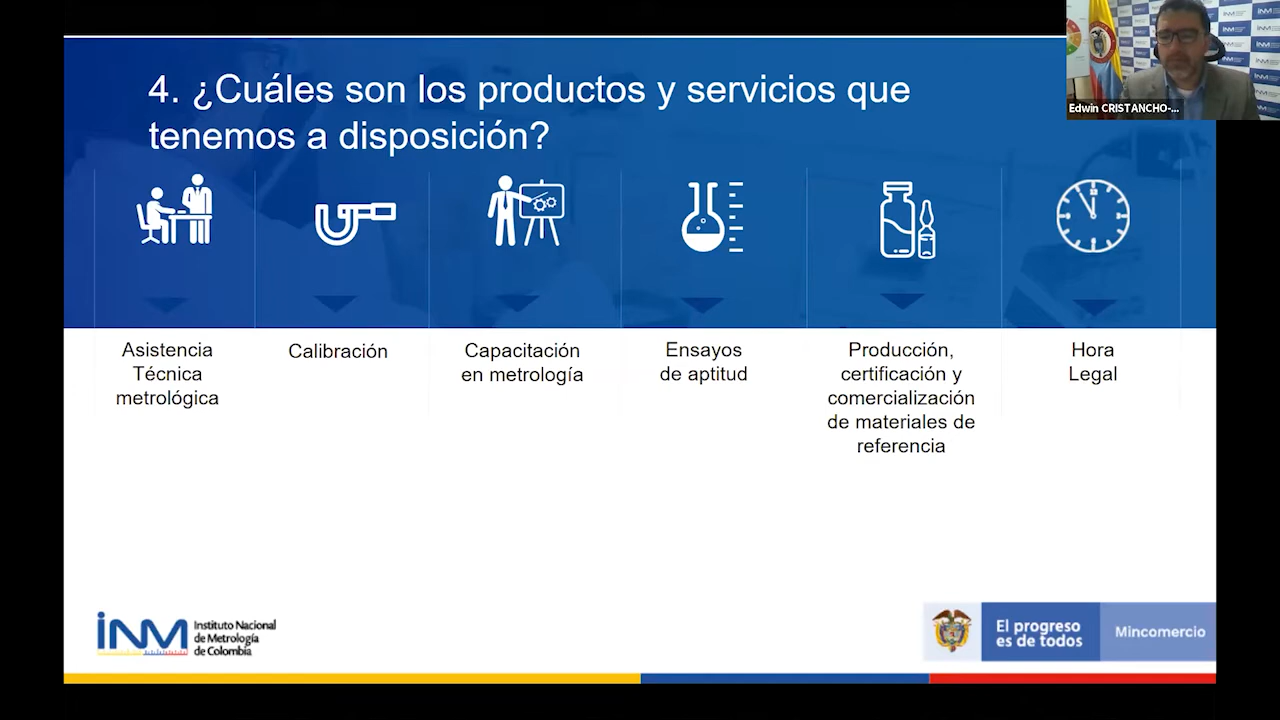 4. ¿Cuáles son los productos y servicios que
tenemos a disposición?
Edwin CRISTANCHO-...
Asistencia
Técnica
metrológica
Calibración
Capacitación
en metrología
Ensayos
de aptitud
Producción,
certificación y
comercialización
de materiales de
referencia
Hora
Legal
INM
Instituto Nacional
de Metrología
de Colombia
El progreso
es de todos
Mincomercio